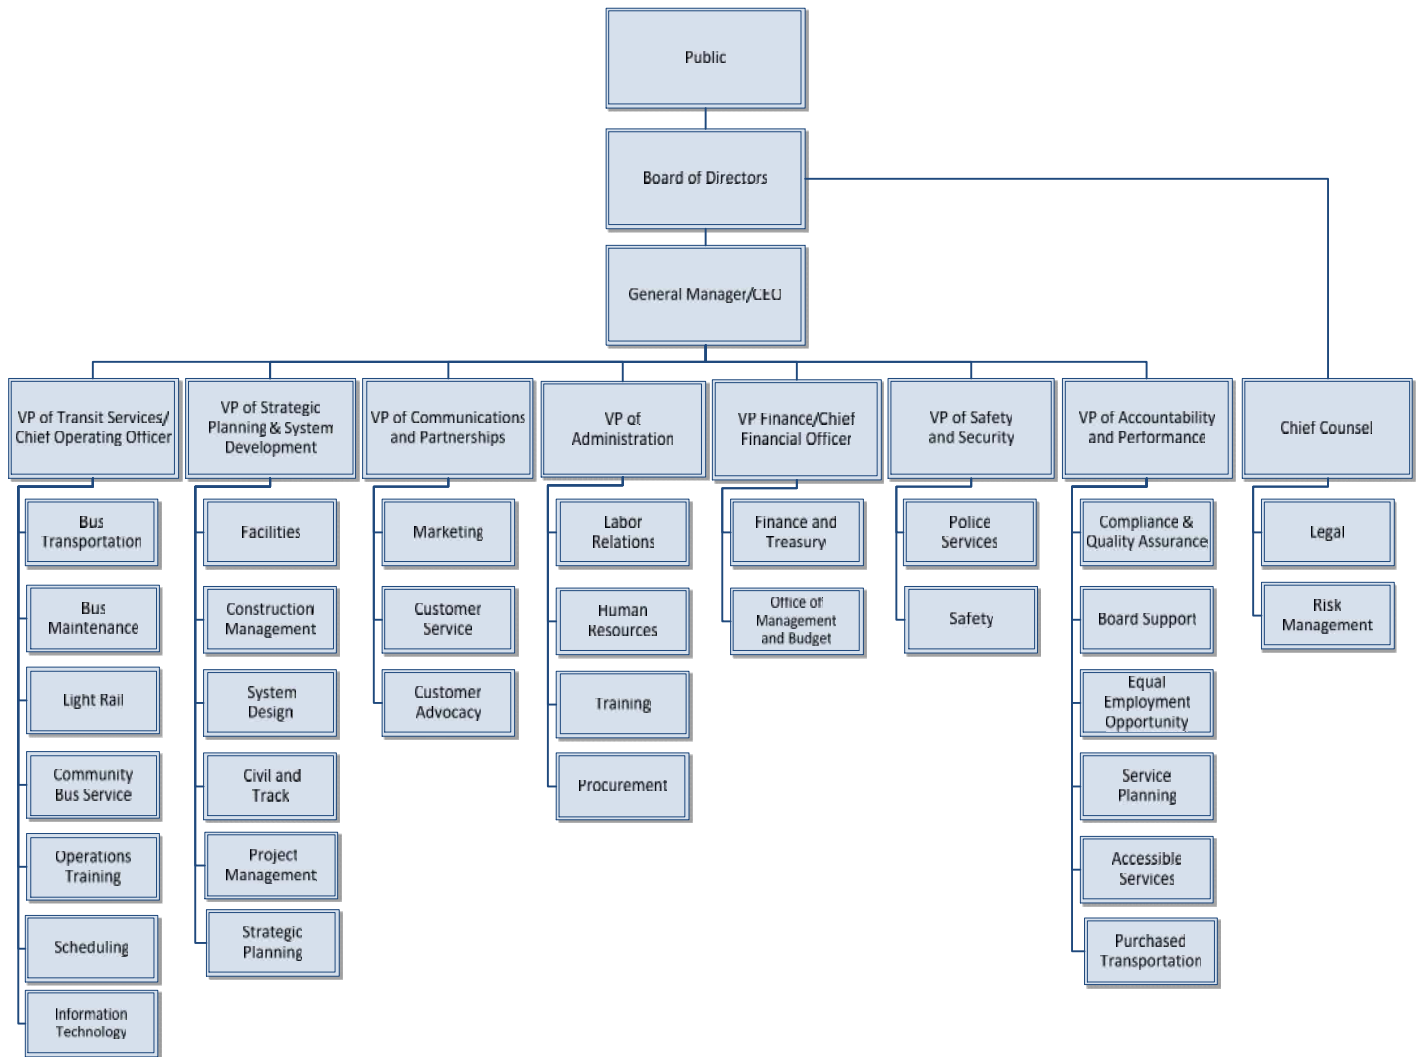 Public
Board of Directors
General Manager/CEO
VP of Transit Services/
Chief Operating Officer
VP of Strategic
Planning & System
Development
VP of Communications
and Partnerships
VP of
Administration
VP Finance/Chief
Financial Officer
VP of Safety
and Security
VP of Accountability
and Performance
Chief Counsel
Bus
Transportation
Bus
Maintenance
Light Rail
Community
Bus Service
Operations
Training
Scheduling
Information
Technology
Facilities
Construction
Management
System
Design
Civil and
Track
Project
Management
Strategic
Planning
Marketing
Customer
Service
Customer
Advocacy
Labor
Relations
Human
Resources
Training
Procurement
Finance and
Treasury
Office of
Management
and Budget
Police
Services
Safety
Compliance &
Quality Assurance
Board Support
Equal
Employment
Opportunity
Service
Planning
Accessible
Services
Purchased
Transportation
Legal
Risk
Management